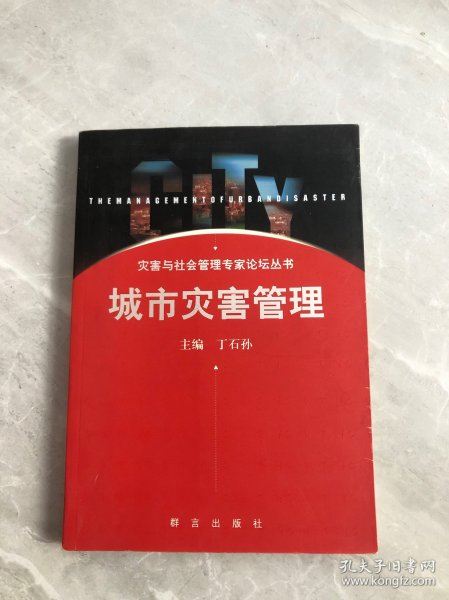 CITY
THEMANAGEMENTOFURBANDISASTER
灾害与社会管理专家论坛丛书
城市灾害管理
主编 丁石孙
群言出版社
孔夫子旧书网
www.kongfz.com